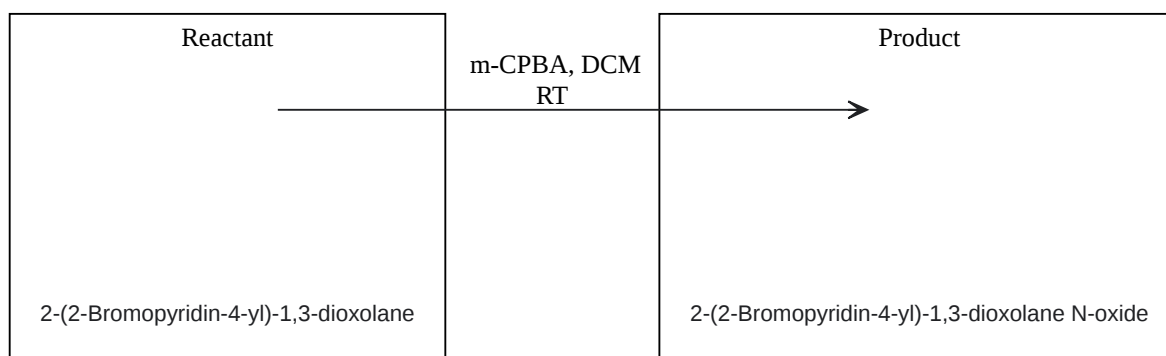 Reactant
m-CPBA, DCM
RT
Product
2-(2-Bromopyridin-4-yl)-1,3-dioxolane
2-(2-Bromopyridin-4-yl)-1,3-dioxolane N-oxide